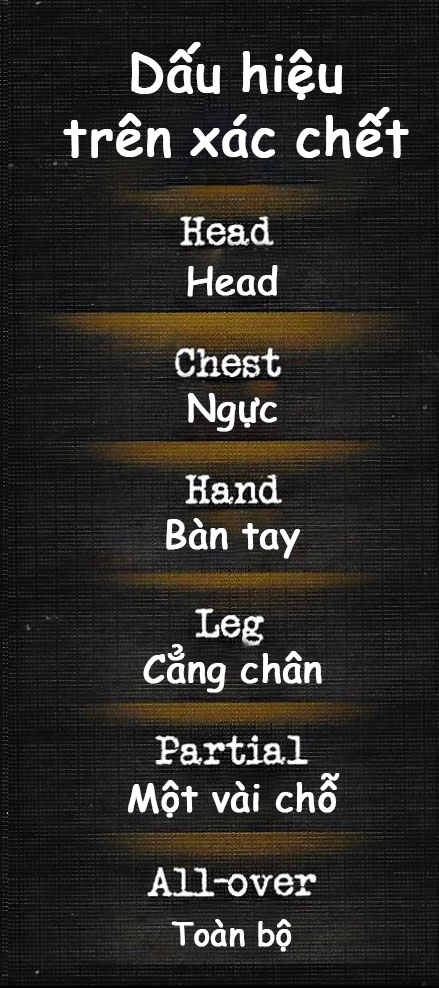 Dấu hiệu
trên xác chết
Head
Head
Chest
Ngực
Hand
Bàn tay
Leg
Cẳng chân
Partial
Một vài chỗ
All-over
Toàn bộ